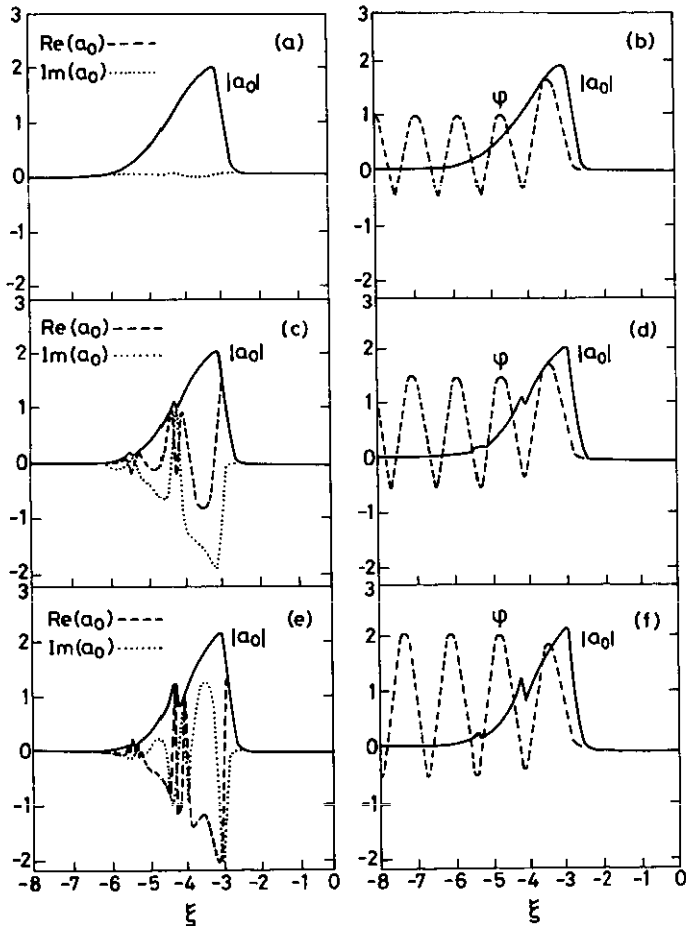 3
Re(a₀)
(a)
Im(a₀)
2
|a₀|
1
0
-1
-2
3
(b)
2
φ
|a₀|
1
0
-1
-2
3
Re(a₀)
(c)
Im(a₀)
2
|a₀|
1
0
-1
-2
3
(d)
2
φ
|a₀|
1
0
-1
-2
3
Re(a₀)
(e)
Im(a₀)
2
|a₀|
1
0
-1
-2
-8 -7 -6 -5 -4 -3 -2 -1 0
ξ
3
φ
(f)
2
|a₀|
1
0
-1
-2
-8 -7 -6 -5 -4 -3 -2 -1 0
ξ